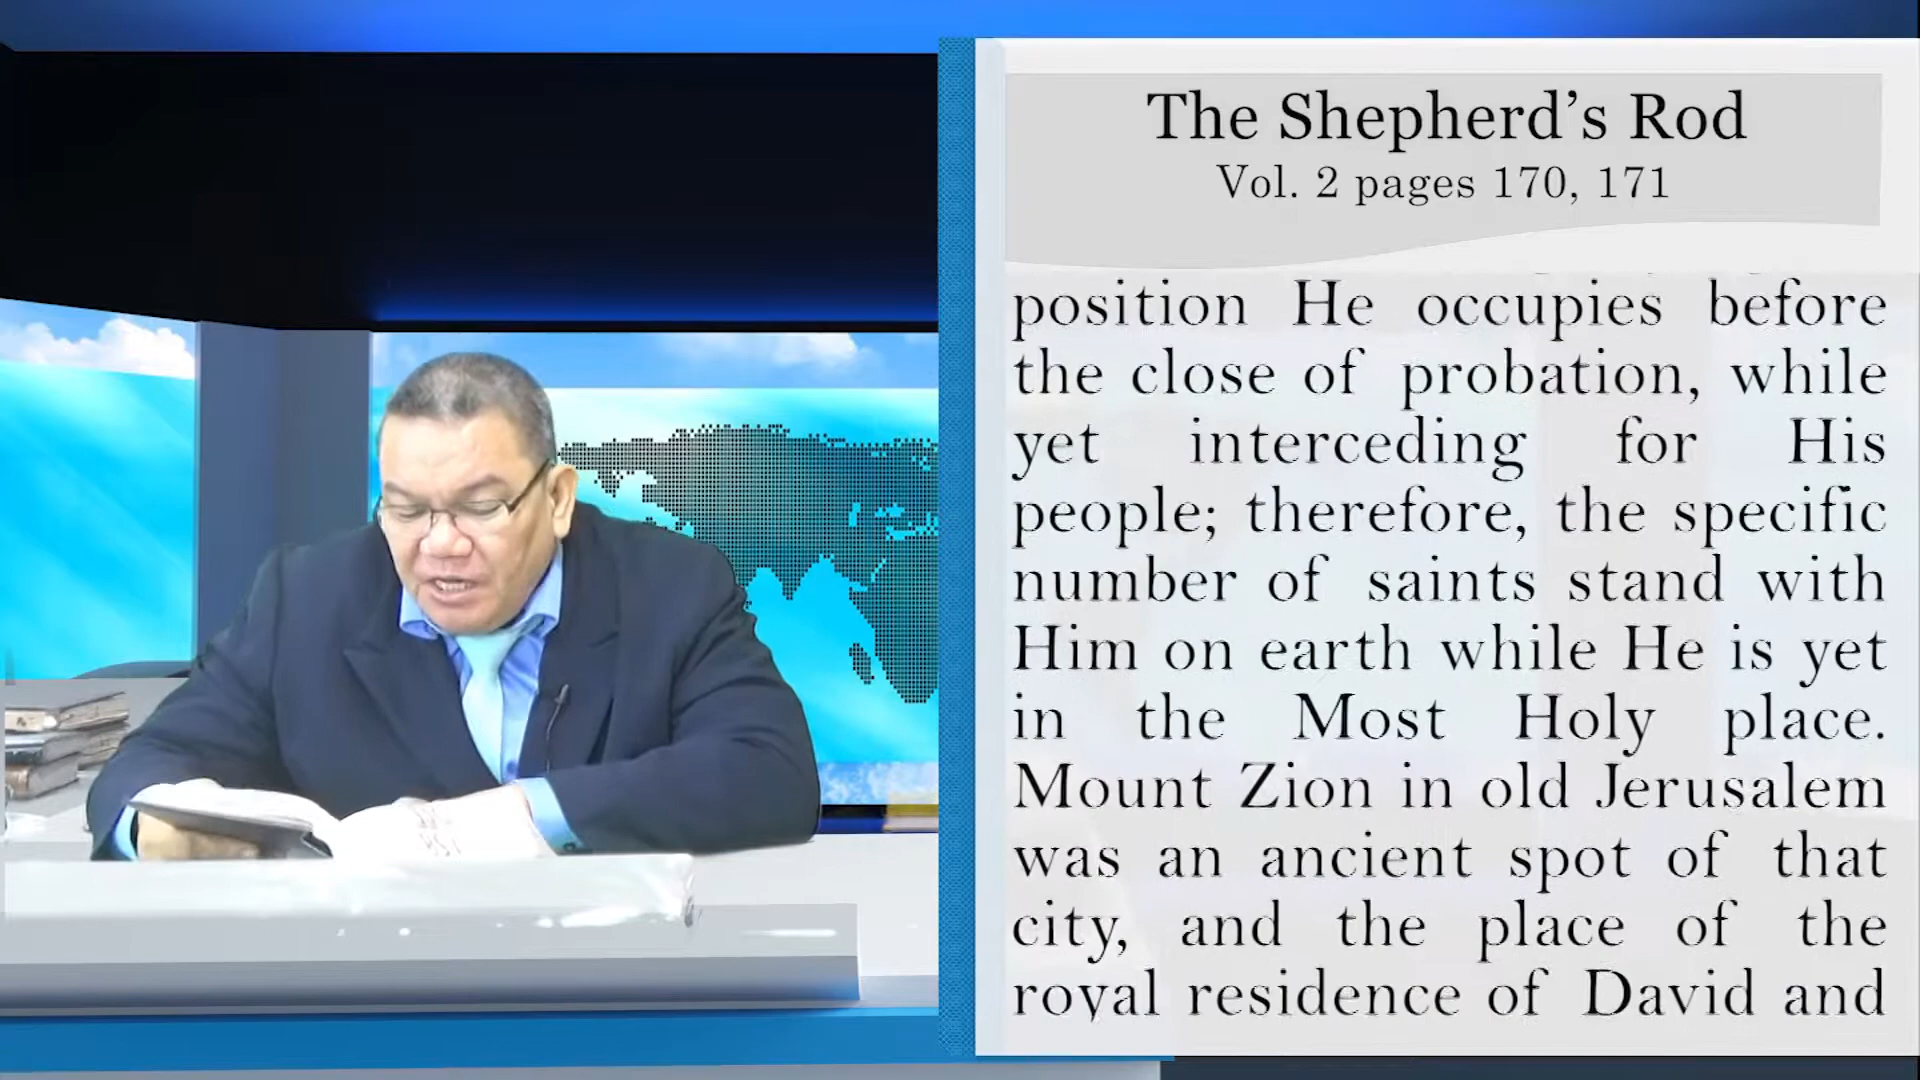 The Shepherd's Rod
Vol. 2 pages 170, 171
position He occupies before
the close of probation, while
yet interceding for His
people; therefore, the specific
number of saints stand with
Him on earth while He is yet
in the Most Holy place.
Mount Zion in old Jerusalem
was an ancient spot of that
city, and the place of the
royal residence of David and